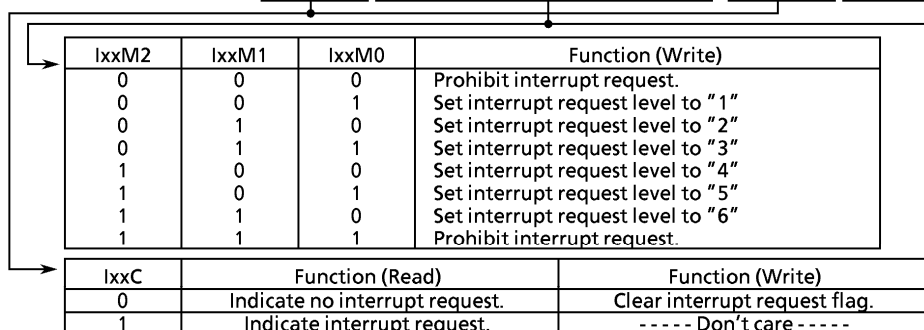 IxxM2 IxxM1 IxxM0 Function (Write)
0 0 0 Prohibit interrupt request.
0 0 1 Set interrupt request level to "1"
0 1 0 Set interrupt request level to "2"
0 1 1 Set interrupt request level to "3"
1 0 0 Set interrupt request level to "4"
1 0 1 Set interrupt request level to "5"
1 1 0 Set interrupt request level to "6"
1 1 1 Prohibit interrupt request.
IxxC Function (Read) Function (Write)
0 Indicate no interrupt request. Clear interrupt request flag.
1 Indicate interrupt request. - - - - - Don't care - - - - -